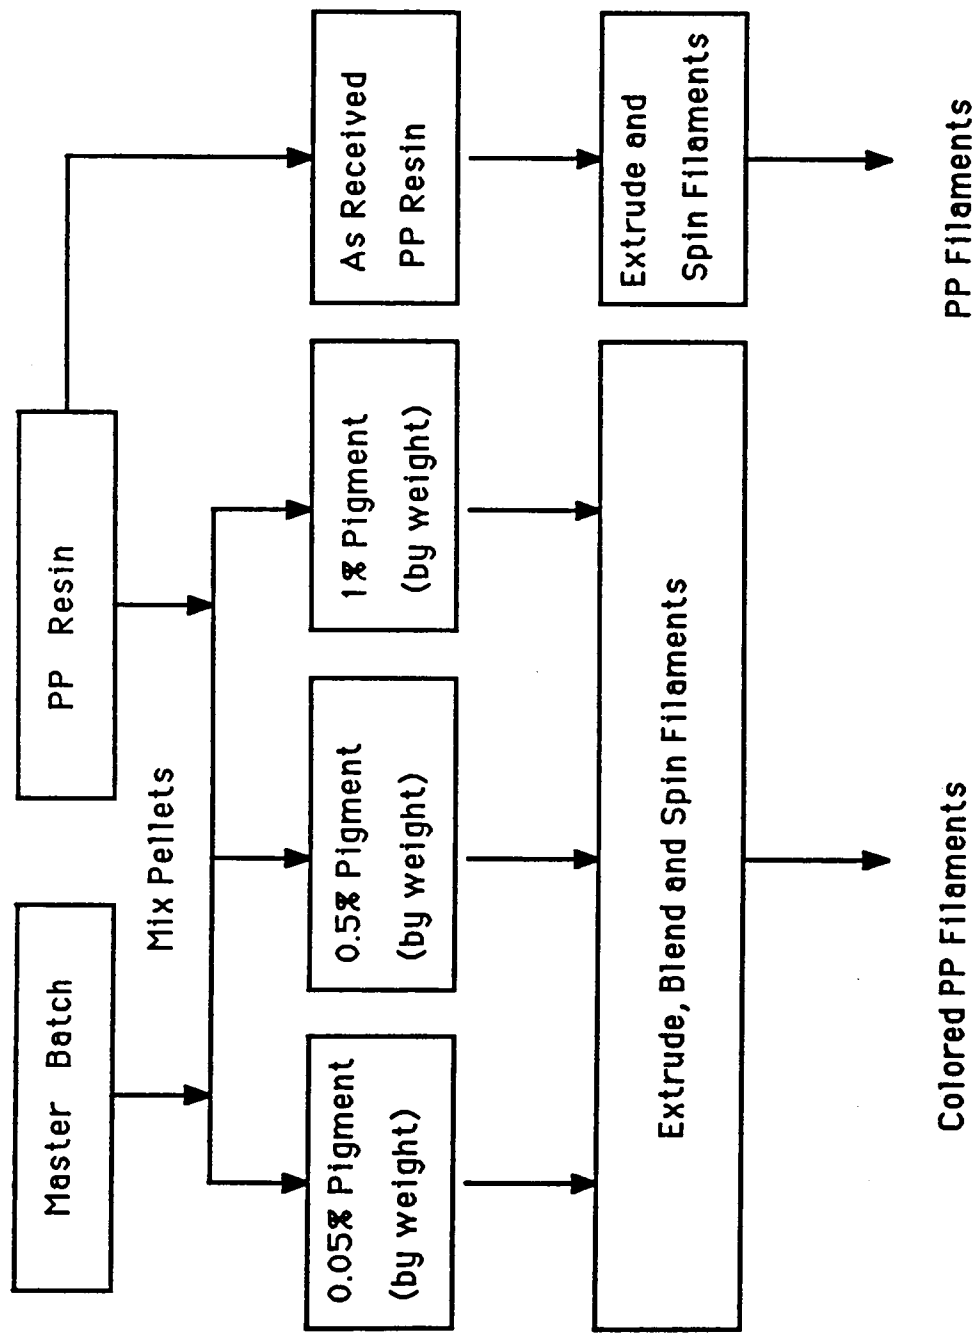 Master Batch
PP Resin
Mix Pellets
0.05% Pigment
(by weight)
0.5% Pigment
(by weight)
1% Pigment
(by weight)
As Received
PP Resin
Extrude, Blend and Spin Filaments
Extrude and
Spin Filaments
Colored PP Filaments
PP Filaments